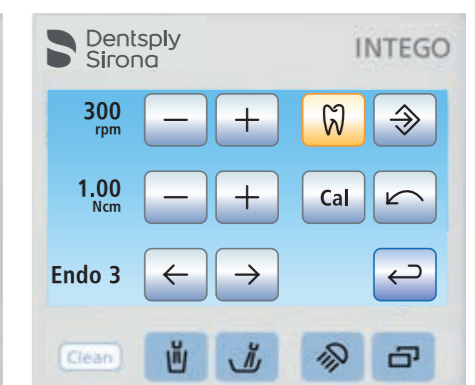 Dentsply
Sirona
INTEGO
300
rpm
1.00
Ncm
Cal
Endo 3
Clean